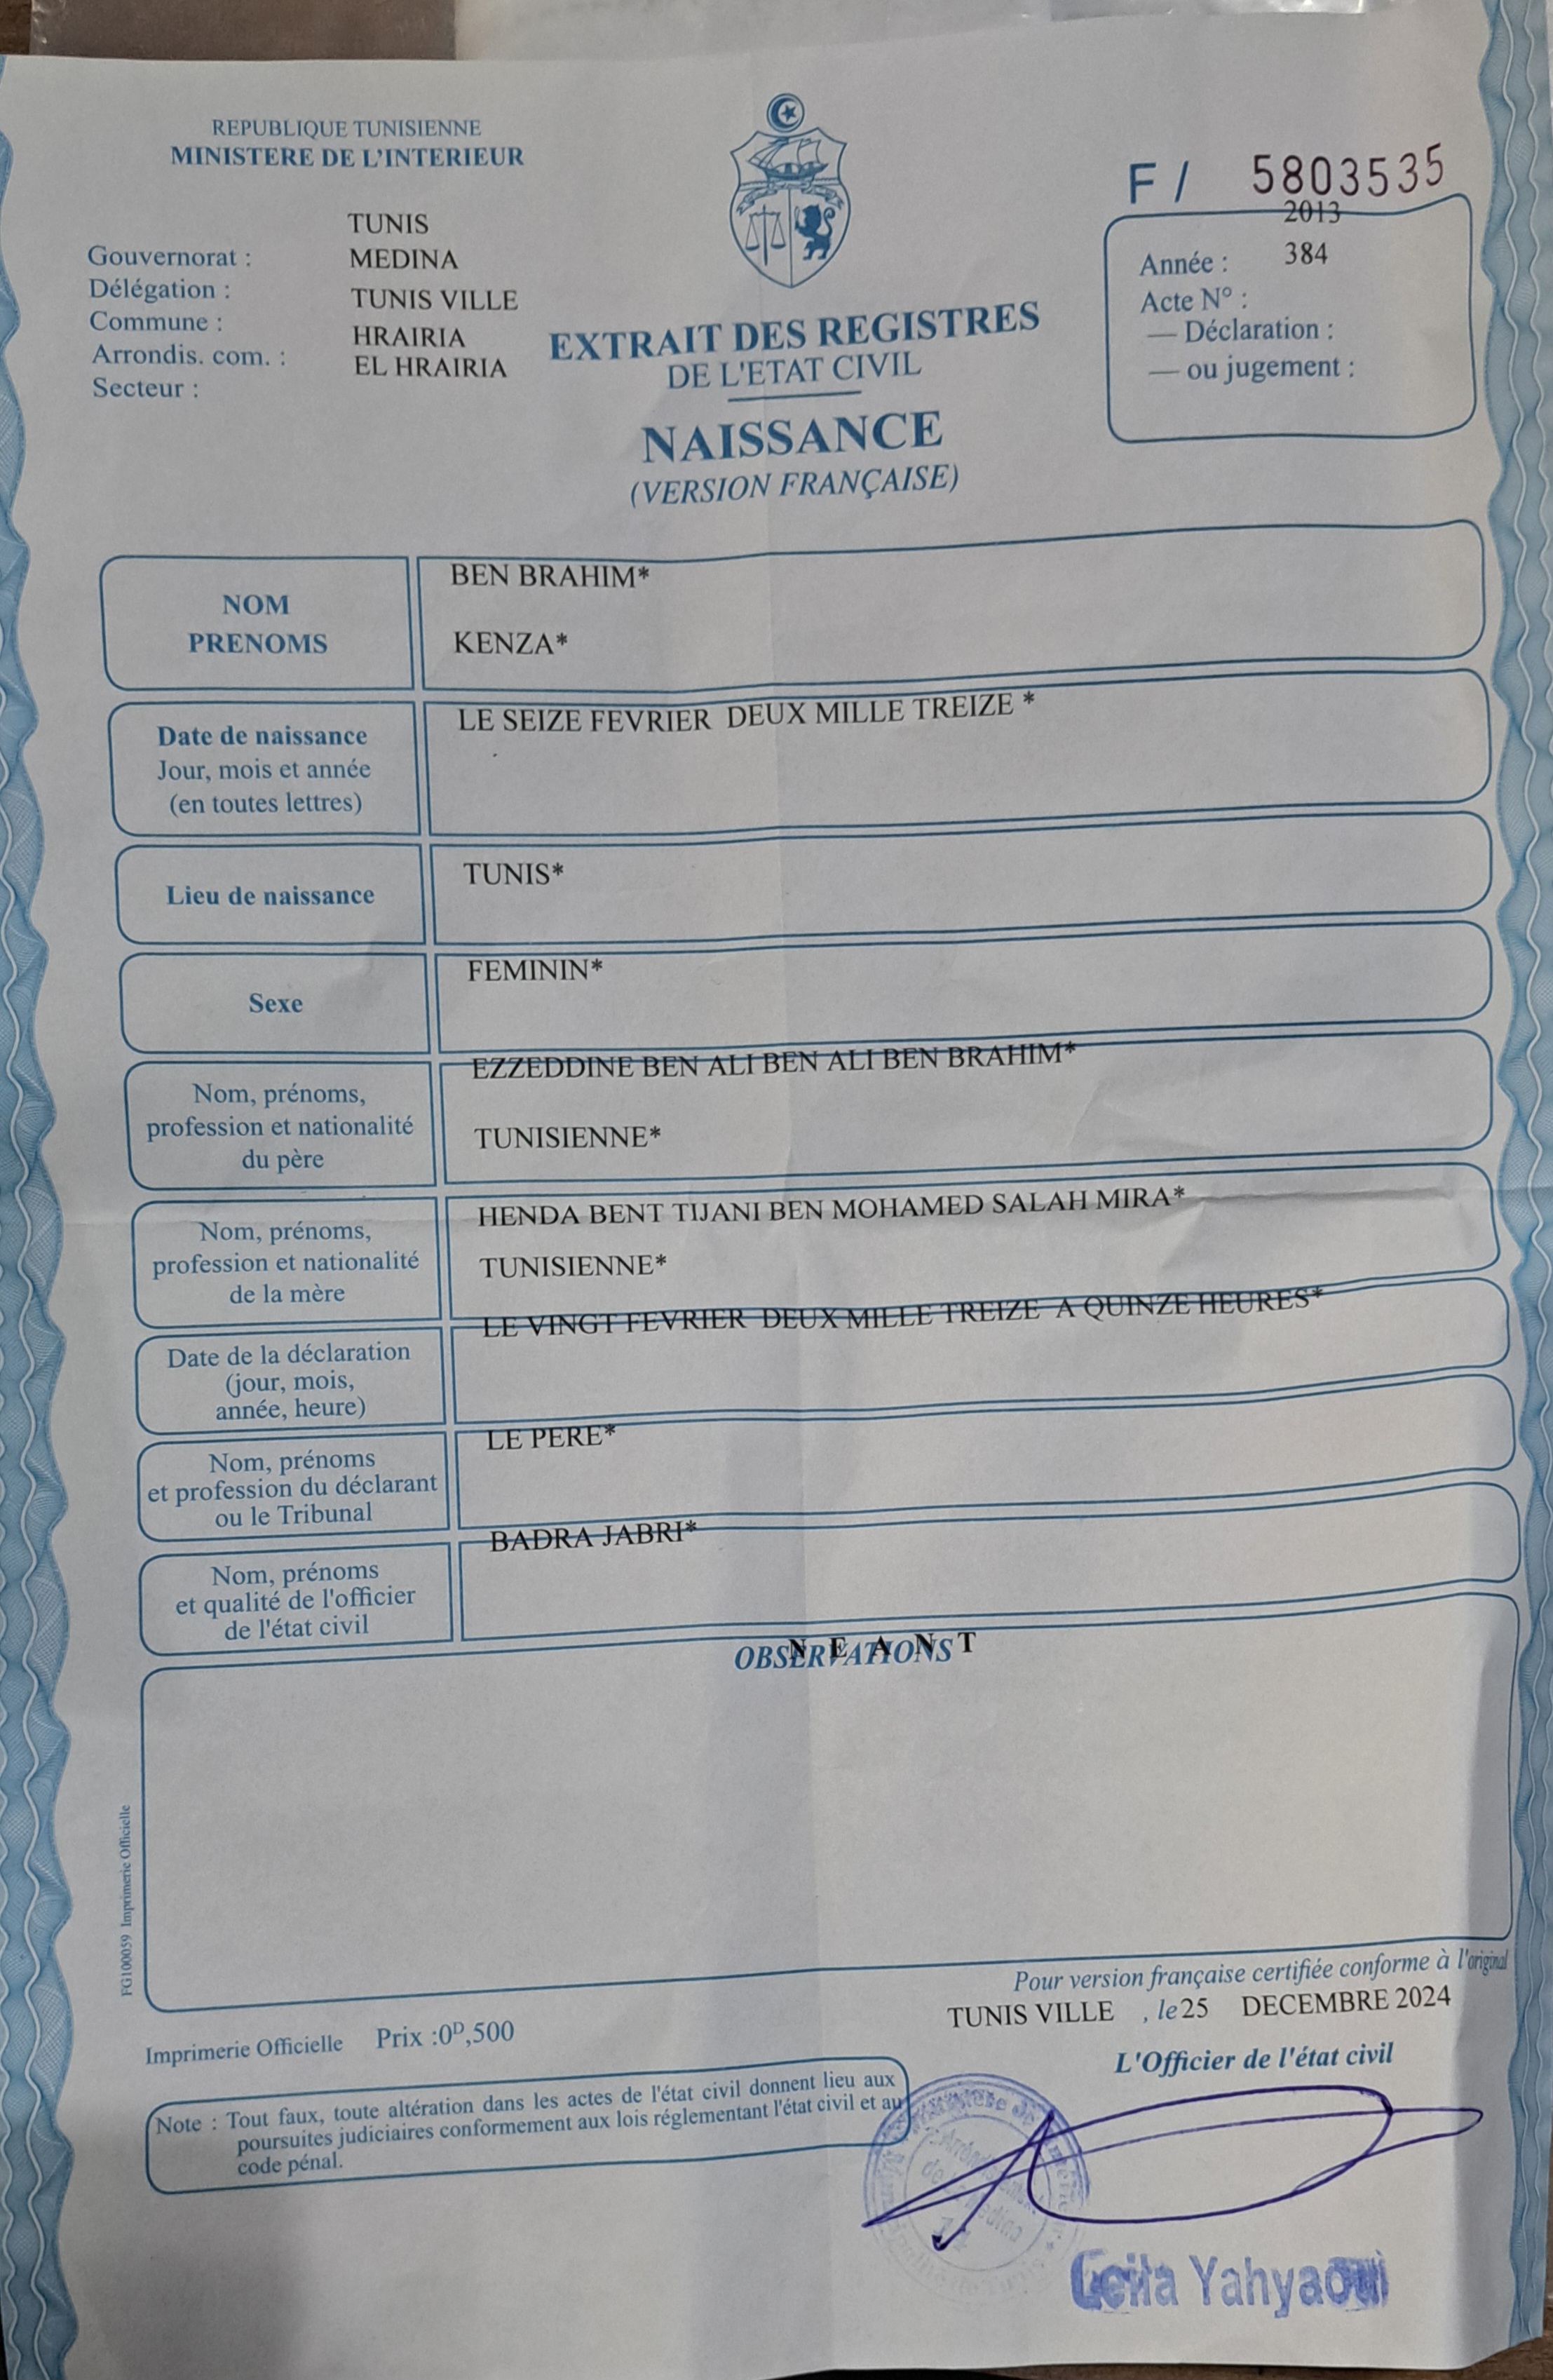 REPUBLIQUE TUNISIENNE
MINISTERE DE L'INTERIEUR
F / 5803535
TUNIS
Gouvernorat : MEDINA
Délégation : TUNIS VILLE
Commune : HRAIRIA
Arrondis. com. : EL HRAIRIA
Secteur :
2013
Année : 384
Acte N° :
— Déclaration :
— ou jugement :
EXTRAIT DES REGISTRES
DE L'ETAT CIVIL
NAISSANCE
(VERSION FRANÇAISE)
NOM
PRENOMS
BEN BRAHIM*
KENZA*
Date de naissance
Jour, mois et année
(en toutes lettres)
LE SEIZE FEVRIER DEUX MILLE TREIZE *
Lieu de naissance
TUNIS*
Sexe
FEMININ*
Nom, prénoms,
profession et nationalité
du père
EZZEDDINE BEN ALI BEN ALI BEN BRAHIM*
TUNISIENNE*
Nom, prénoms,
profession et nationalité
de la mère
HENDA BENT TIJANI BEN MOHAMED SALAH MIRA*
TUNISIENNE*
Date de la déclaration
(jour, mois,
année, heure)
LE VINGT FEVRIER DEUX MILLE TREIZE A QUINZE HEURES*
Nom, prénoms
et profession du déclarant
ou le Tribunal
LE PERE*
Nom, prénoms
et qualité de l'officier
de l'état civil
BADRA JABRI*
OBSERVATIONS
N E A N T
FG100059 Imprimerie Officielle
Pour version française certifiée conforme à l'original
TUNIS VILLE , le 25 DECEMBRE 2024
L'Officier de l'état civil
Imprimerie Officielle Prix :0ᴰ,500
Note : Tout faux, toute altération dans les actes de l'état civil donnent lieu aux
poursuites judiciaires conformement aux lois réglementant l'état civil et au
code pénal.
Leila Yahyaoui